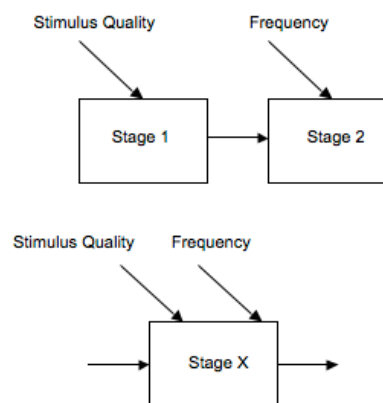 Stimulus Quality
Frequency
Stage 1
Stage 2
Stimulus Quality
Frequency
Stage X